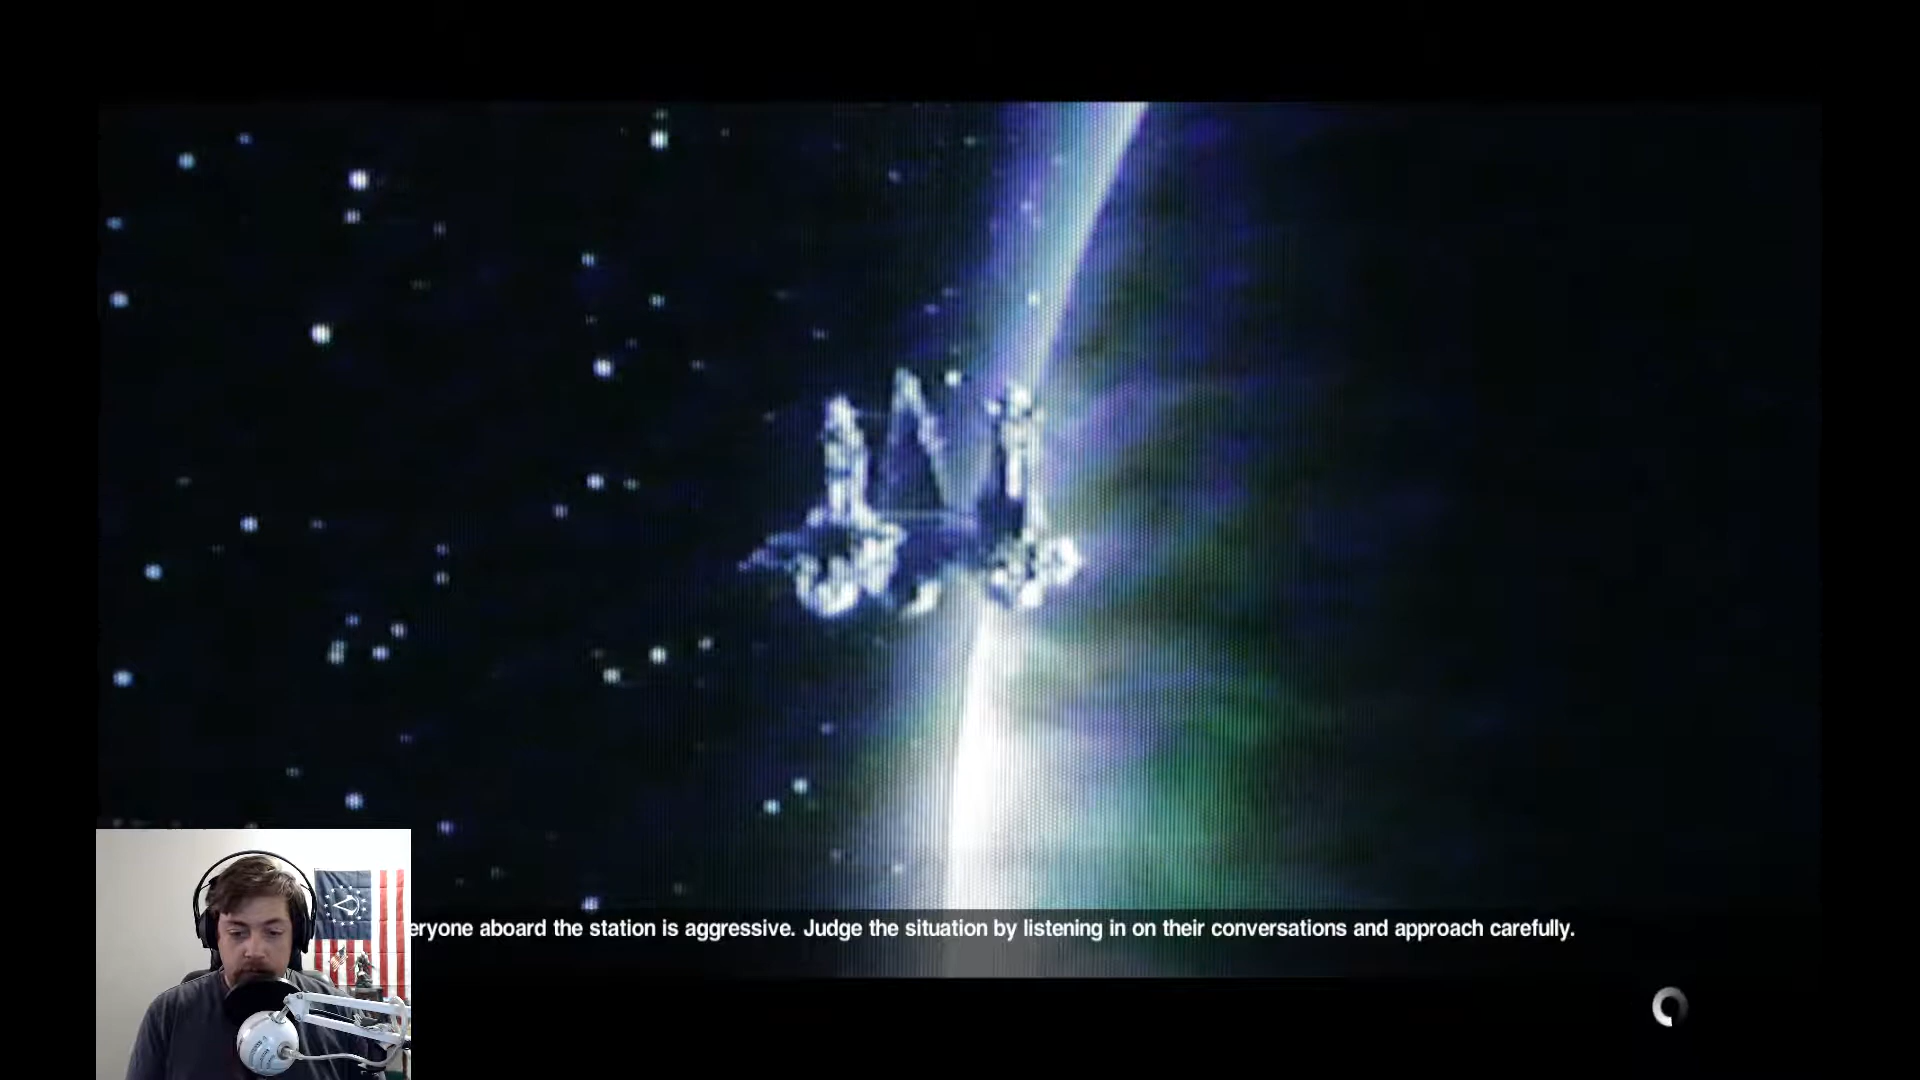 eryone aboard the station is aggressive. Judge the situation by listening in on their conversations and approach carefully.